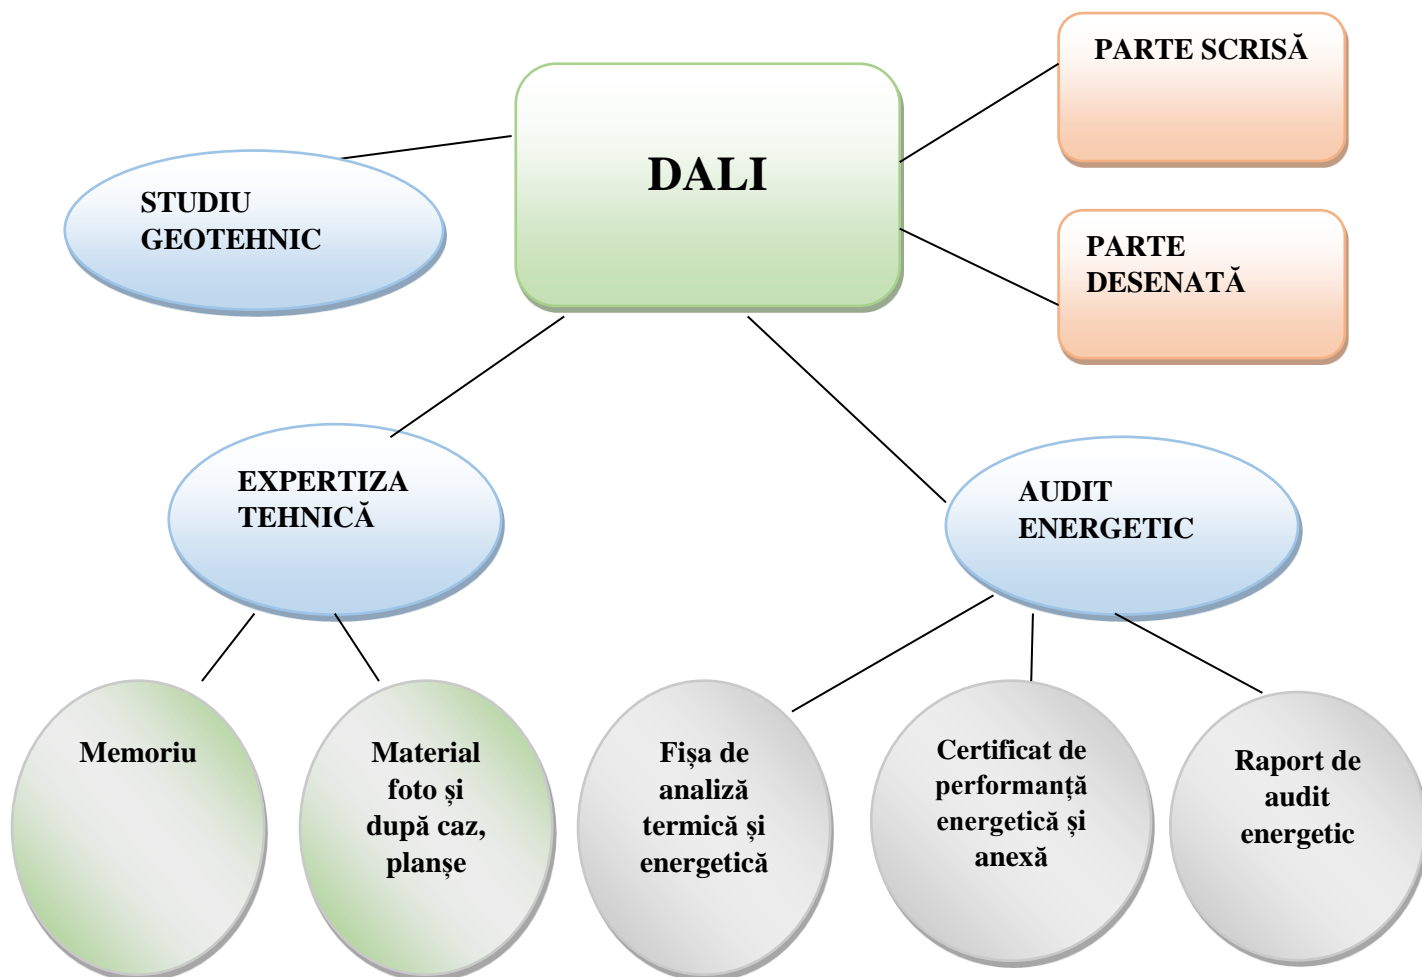 PARTE SCRISĂ
DALI
STUDIU
GEOTEHNIC
PARTE
DESENATĂ
EXPERTIZA
TEHNICĂ
AUDIT
ENERGETIC
Memoriu
Material
foto și
după caz,
planșe
Fișa de
analiză
termică și
energetică
Certificat de
performanță
energetică și
anexă
Raport de
audit
energetic